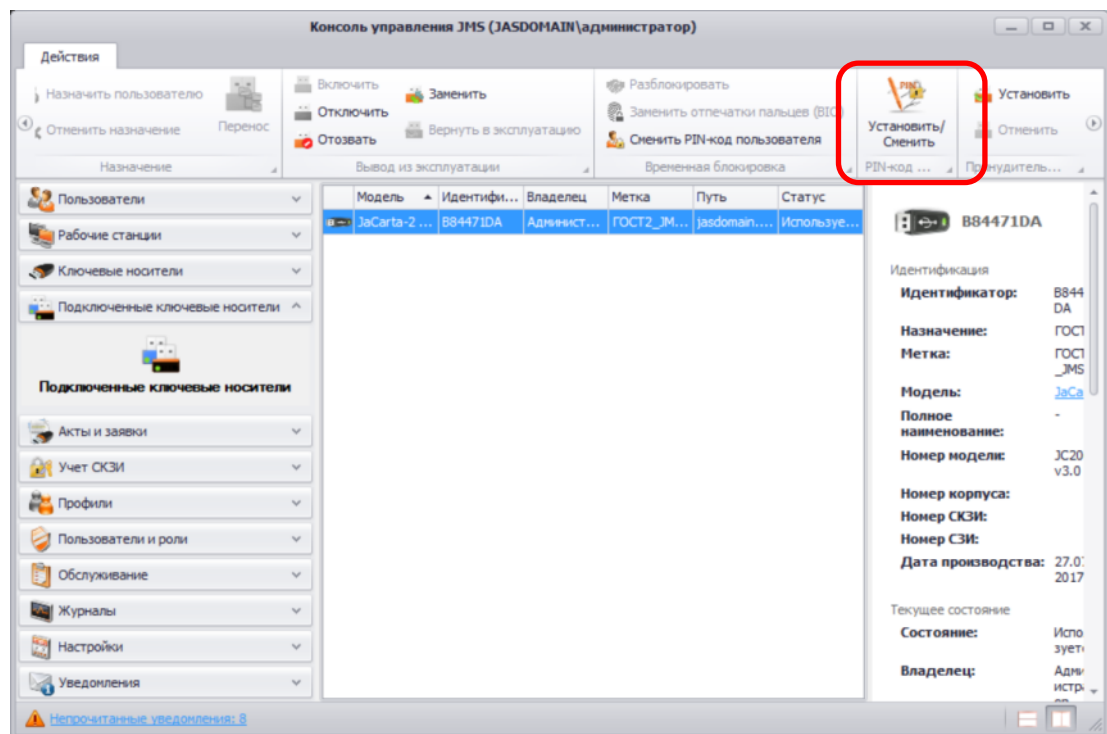 Консоль управления JMS (JASDOMAIN\администратор)
Действия
Назначить пользователю
Отменить назначение
Перенос
Назначение
Включить
Отключить
Отозвать
Заменить
Вернуть в эксплуатацию
Вывод из эксплуатации
Разблокировать
Заменить отпечатки пальцев (BIO)
Сменить PIN-код пользователя
Временная блокировка
PIN
Установить/
Сменить
PIN-код ...
Установить
Отменить
Принудитель...
Пользователи
Рабочие станции
Ключевые носители
Подключенные ключевые носители
Подключенные ключевые носители
Акты и заявки
Учет СКЗИ
Профили
Пользователи и роли
Обслуживание
Журналы
Настройки
Уведомления
Модель Идентифи... Владелец Метка Путь Статус
JaCarta-2 ... B84471DA Админист... ГОСТ2_JM... jasdomain.... Используе...
B84471DA
Идентификация
Идентификатор: B844
DA
Назначение: ГОСТ
Метка: ГОСТ
_JMS
Модель: JaCa
Полное -
наименование:
Номер модели: JC20
v3.0
Номер корпуса:
Номер СКЗИ:
Номер СЗИ:
Дата производства: 27.07
2017
Текущее состояние
Состояние: Испо
зует
Владелец: Адми
истр
Непрочитанные уведомления: 8